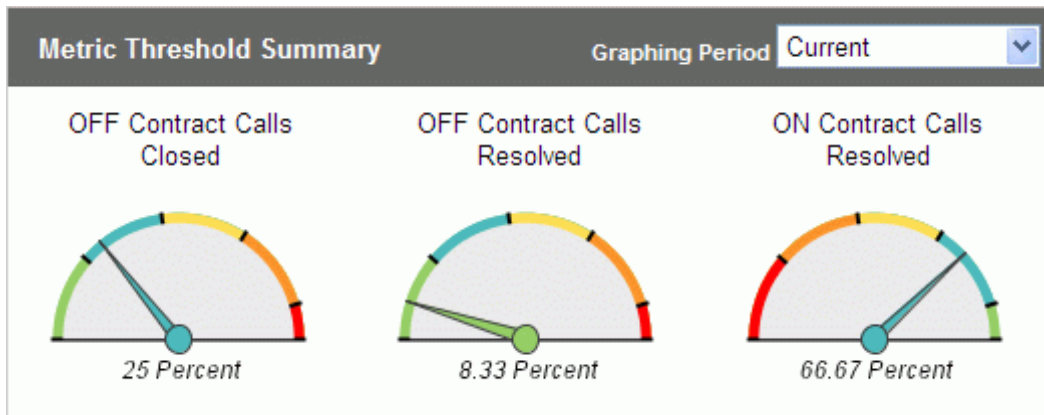 Metric Threshold Summary
Graphing Period Current
OFF Contract Calls
Closed
OFF Contract Calls
Resolved
ON Contract Calls
Resolved
25 Percent
8.33 Percent
66.67 Percent